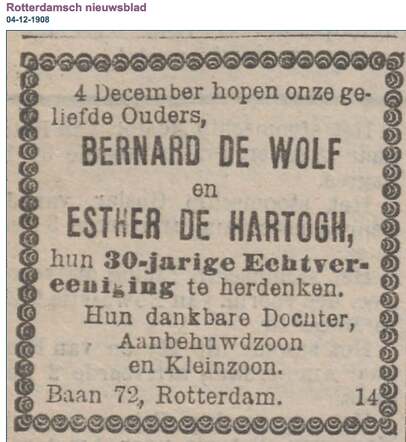 Rotterdamsch nieuwsblad
04-12-1908
4 December hopen onze ge-
liefde Ouders,
BERNARD DE WOLF
en
ESTHER DE HARTOGH,
hun 30-jarige Echtver-
eeniging te herdenken.
Hun dankbare Dochter,
Aanbehuwdzoon
en Kleinzoon.
Baan 72, Rotterdam. 14